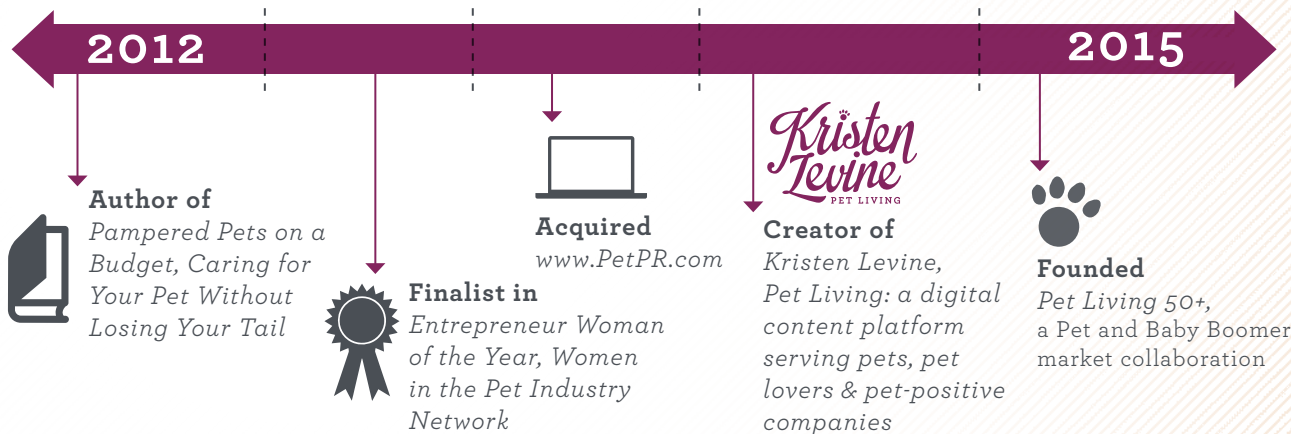 2012
2015
Author of
Pampered Pets on a
Budget, Caring for
Your Pet Without
Losing Your Tail
Finalist in
Entrepreneur Woman
of the Year, Women
in the Pet Industry
Network
Acquired
www.PetPR.com
Kristen
Levine
PET LIVING
Creator of
Kristen Levine,
Pet Living: a digital
content platform
serving pets, pet
lovers & pet-positive
companies
Founded
Pet Living 50+,
a Pet and Baby Boomer
market collaboration